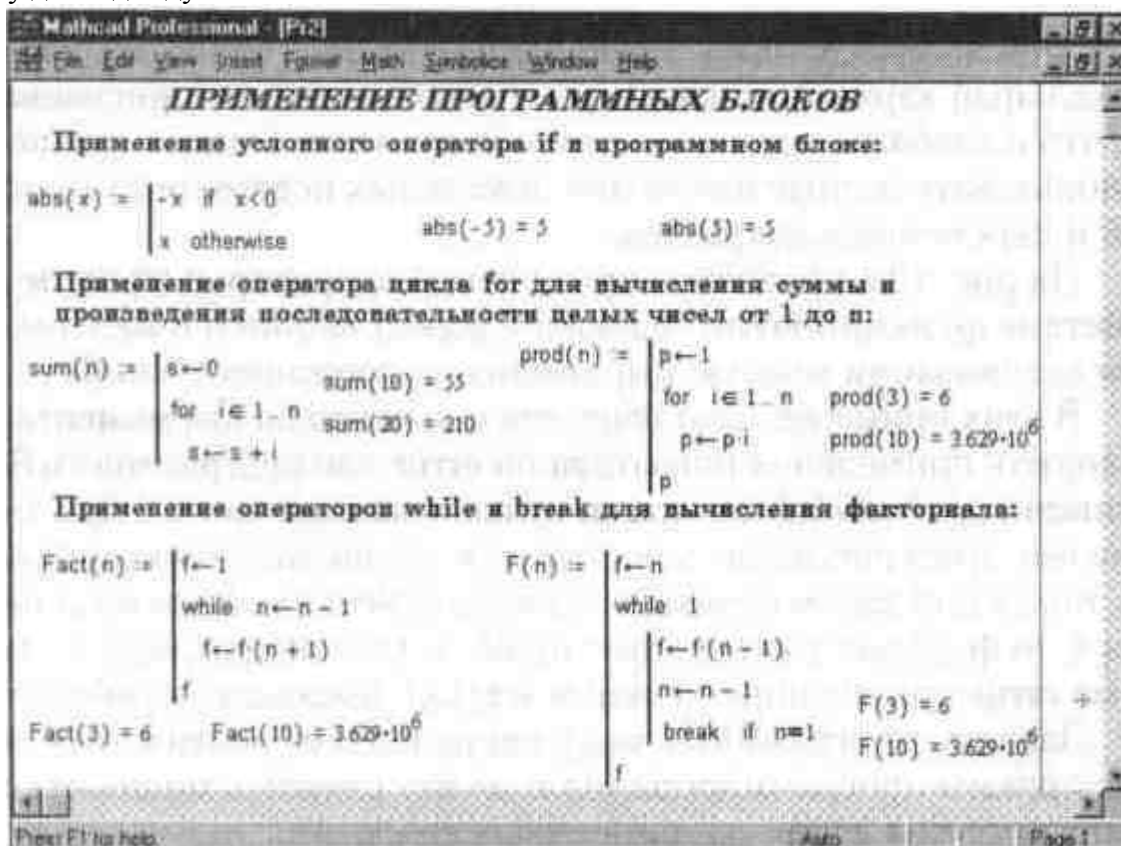 Mathcad Professional - [Pr2]
File Edit View Insert Format Math Symbolics Window Help
ПРИМЕНЕНИЕ ПРОГРАММНЫХ БЛОКОВ
Применение условного оператора if в программном блоке:
abs(x) := -x if x<0
x otherwise
abs(-5) = 5 abs(5) = 5
Применение оператора цикла for для вычисления суммы и
произведения последовательности целых чисел от 1 до n:
sum(n) := s←0
for i∈1..n
s←s+i
sum(10) = 55
sum(20) = 210
prod(n) := p←1
for i∈1..n
p←p·i
p
prod(3) = 6
prod(10) = 3.629·10^6
Применение операторов while и break для вычисления факториала:
Fact(n) := f←1
while n←n-1
f←f·(n+1)
f
Fact(3) = 6 Fact(10) = 3.629·10^6
F(n) := f←n
while 1
f←f·(n-1)
n←n-1
break if n=1
f
F(3) = 6
F(10) = 3.629·10^6
Press F1 for help. Auto Page 1